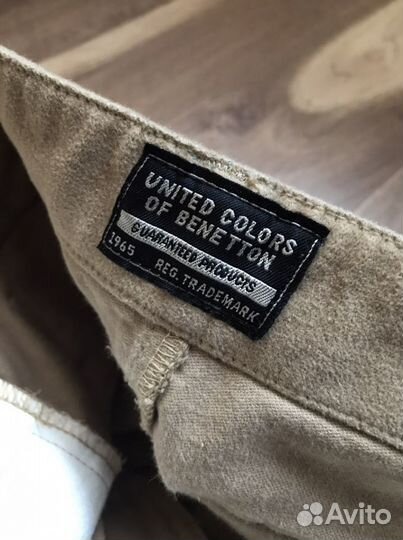 UNITED COLORS
OF BENETTON
GUARANTEED PRODUCTS
1965 REG. TRADEMARK
Avito